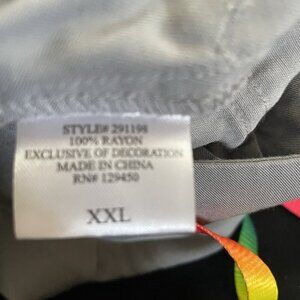 STYLE# 291198
100% RAYON
EXCLUSIVE OF DECORATION
MADE IN CHINA
RN# 129450
XXL